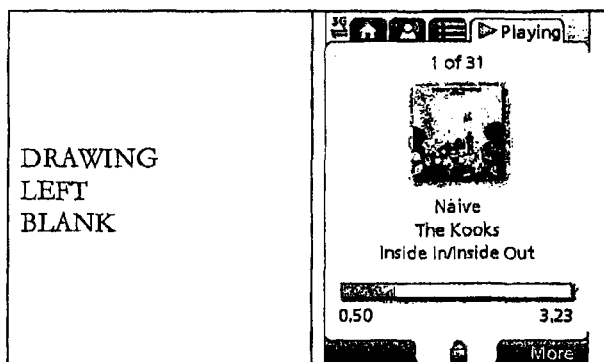 DRAWING
LEFT
BLANK
3G
Playing
1 of 31
Naive
The Kooks
Inside In/Inside Out
0,50 3,23
More